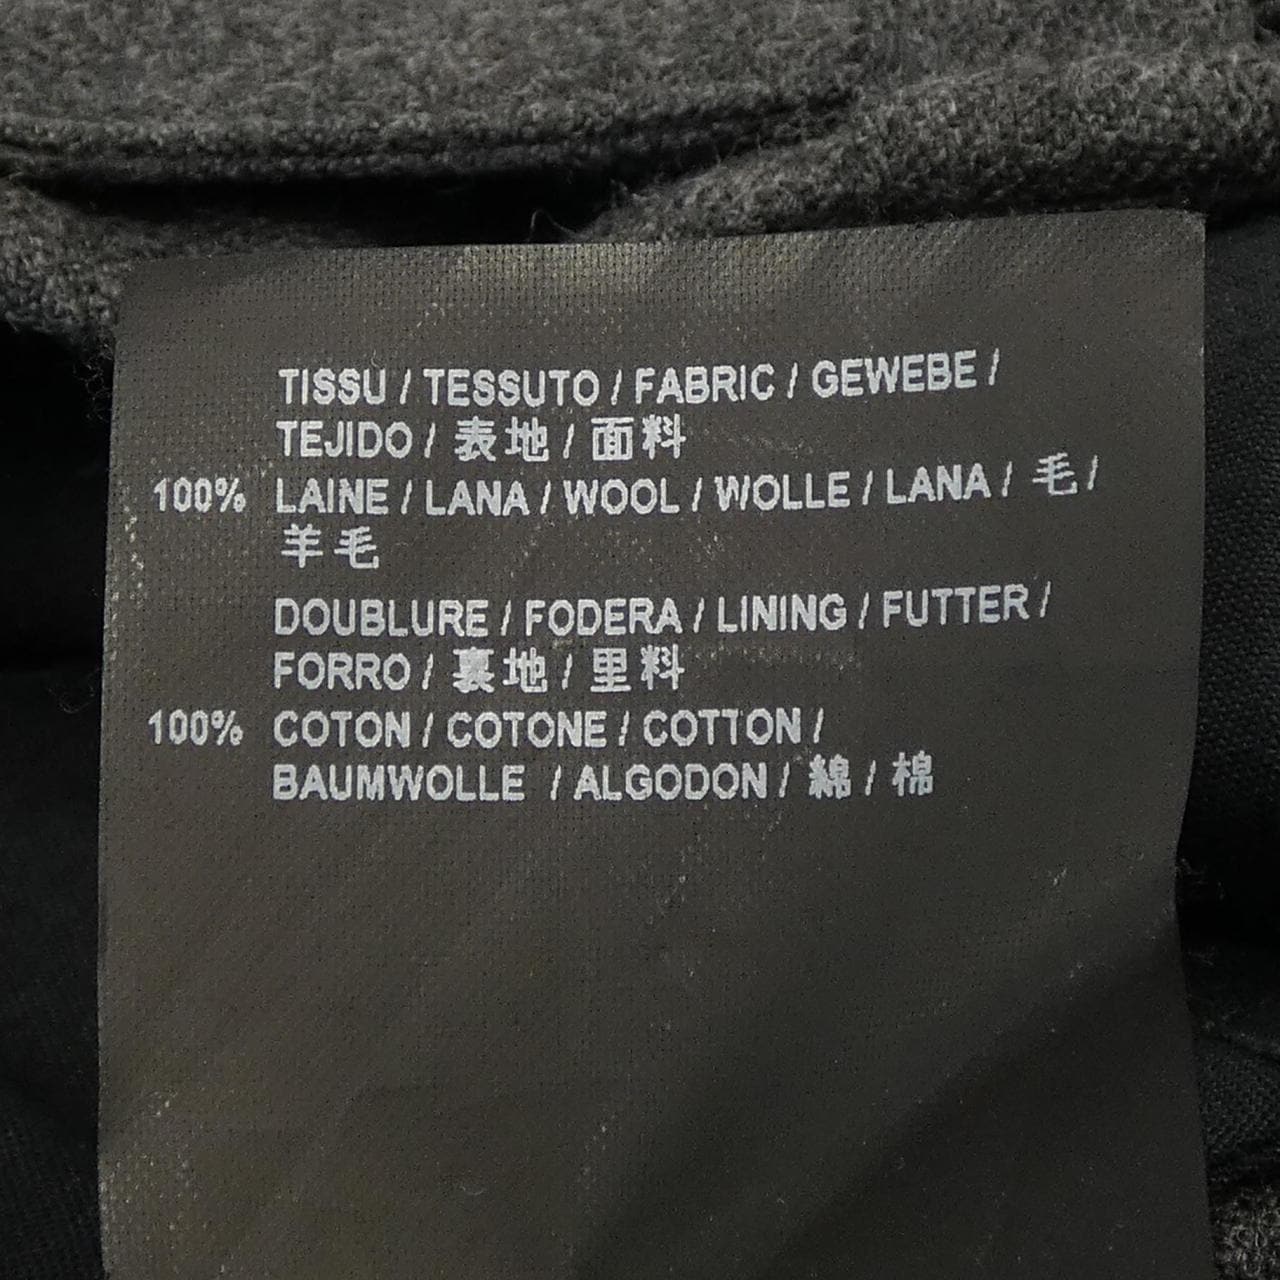 TISSU / TESSUTO / FABRIC / GEWEBE /
TEJIDO / 表地 / 面料
100% LAINE / LANA / WOOL / WOLLE / LANA / 毛 /
羊毛
DOUBLURE / FODERA / LINING / FUTTER /
FORRO / 裏地 / 里料
100% COTON / COTONE / COTTON /
BAUMWOLLE / ALGODON / 綿 / 棉